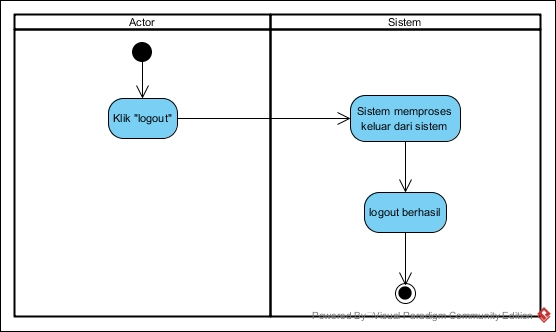 Actor
Sistem
Klik "logout"
Sistem memproses
keluar dari sistem
logout berhasil
Powered By: Visual Paradigm Community Edition